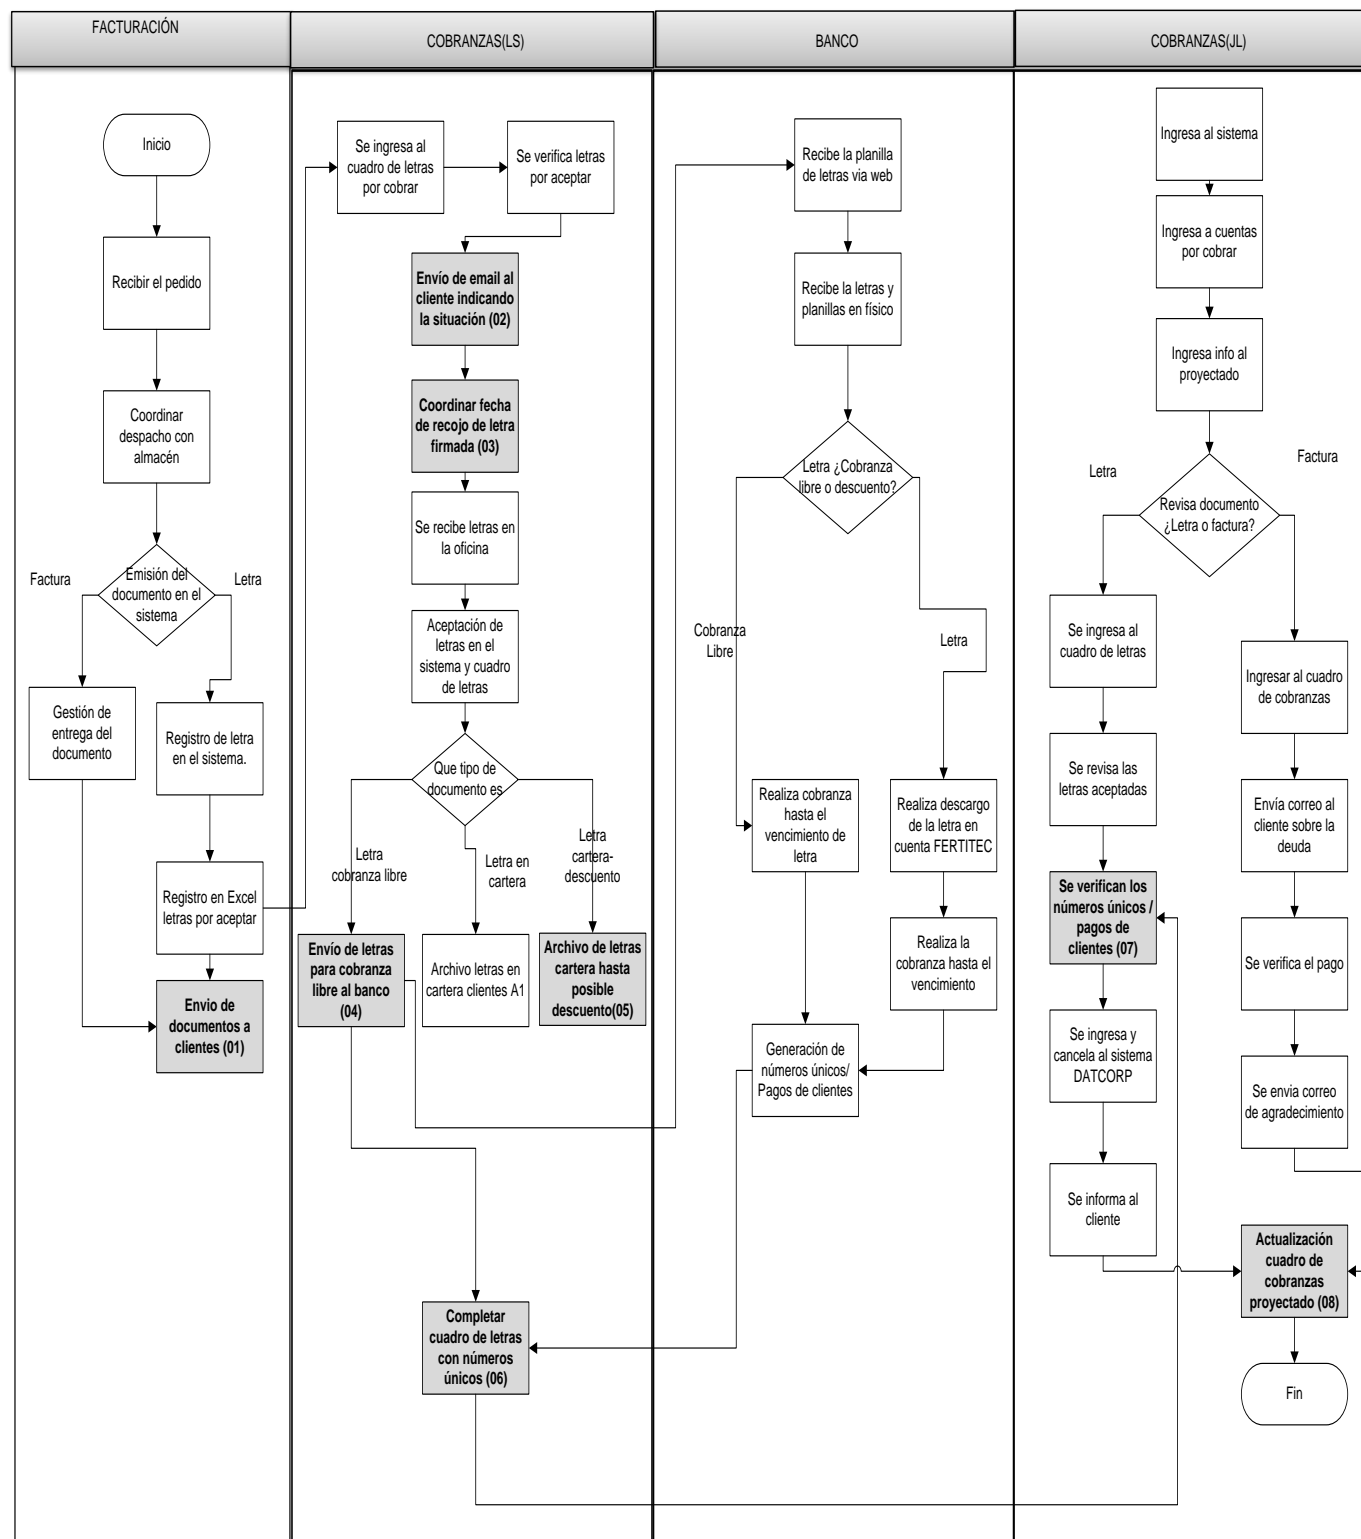 FACTURACIÓN
COBRANZAS(LS)
BANCO
COBRANZAS(JL)
Inicio
Recibir el pedido
Coordinar
despacho con
almacén
Emisión del
documento en el
sistema
Factura
Letra
Gestión de
entrega del
documento
Registro de letra
en el sistema.
Registro en Excel
letras por aceptar
Envio de
documentos a
clientes (01)
Se ingresa al
cuadro de letras
por cobrar
Se verifica letras
por aceptar
Envío de email al
cliente indicando
la situación (02)
Coordinar fecha
de recojo de letra
firmada (03)
Se recibe letras en
la oficina
Aceptación de
letras en el
sistema y cuadro
de letras
Que tipo de
documento es
Letra
cobranza libre
Letra en
cartera
Letra
cartera-
descuento
Envío de letras
para cobranza
libre al banco
(04)
Archivo letras en
cartera clientes A1
Archivo de letras
cartera hasta
posible
descuento(05)
Completar
cuadro de letras
con números
únicos (06)
Recibe la planilla
de letras via web
Recibe la letras y
planillas en físico
Letra ¿Cobranza
libre o descuento?
Cobranza
Libre
Letra
Realiza cobranza
hasta el
vencimiento de
letra
Realiza descargo
de la letra en
cuenta FERTITEC
Realiza la
cobranza hasta el
vencimiento
Generación de
números únicos/
Pagos de clientes
Ingresa al sistema
Ingresa a cuentas
por cobrar
Ingresa info al
proyectado
Revisa documento
¿Letra o factura?
Letra
Factura
Se ingresa al
cuadro de letras
Se revisa las
letras aceptadas
Se verifican los
números únicos /
pagos de
clientes (07)
Se ingresa y
cancela al sistema
DATCORP
Se informa al
cliente
Ingresar al cuadro
de cobranzas
Envía correo al
cliente sobre la
deuda
Se verifica el pago
Se envia correo
de agradecimiento
Actualización
cuadro de
cobranzas
proyectado (08)
Fin